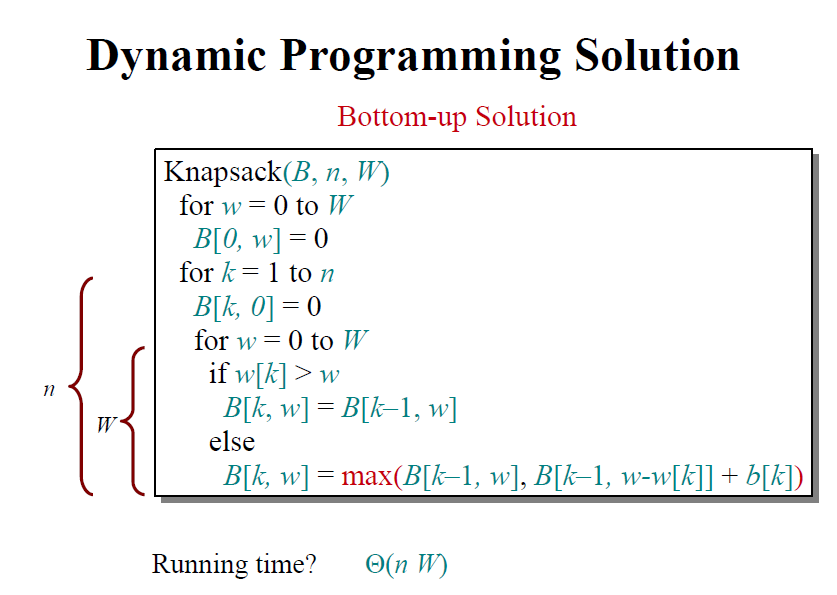 Dynamic Programming Solution
Bottom-up Solution
Knapsack(B, n, W)
for w = 0 to W
B[0, w] = 0
for k = 1 to n
B[k, 0] = 0
for w = 0 to W
if w[k] > w
B[k, w] = B[k–1, w]
else
B[k, w] = max(B[k–1, w], B[k–1, w-w[k]] + b[k])
n
W
Running time? Θ(n W)